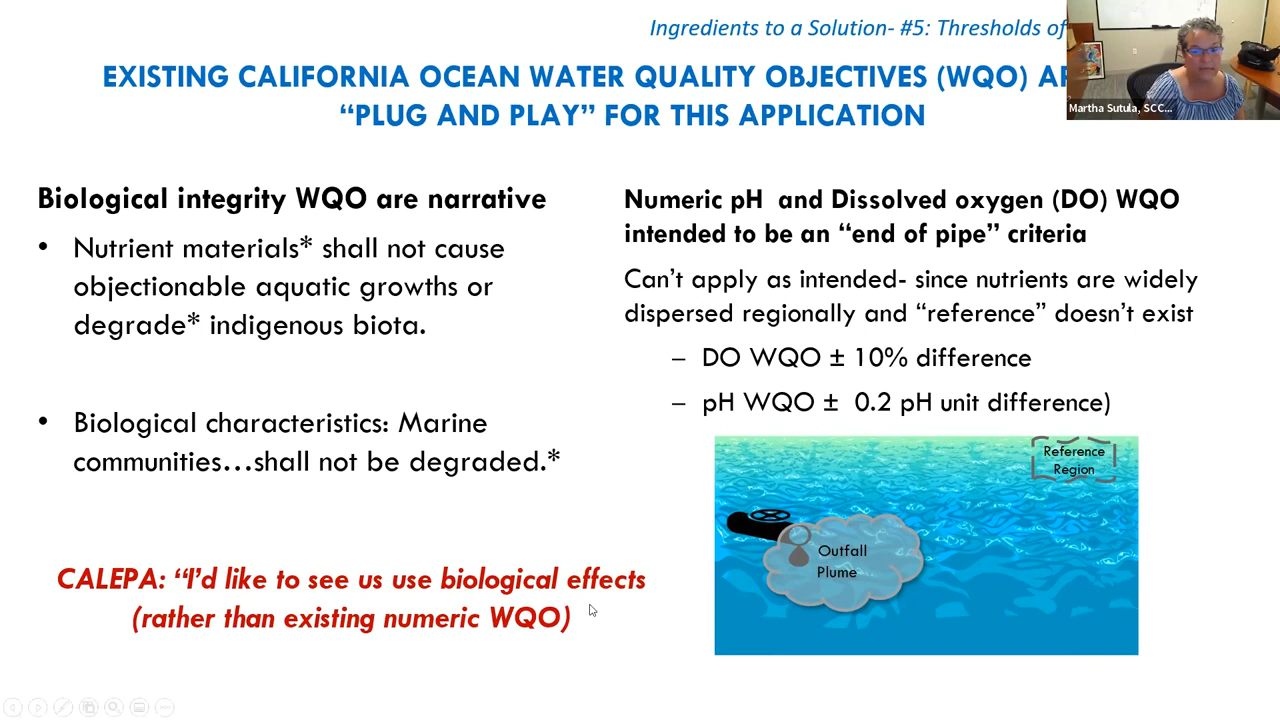 Ingredients to a Solution- #5: Thresholds of
EXISTING CALIFORNIA OCEAN WATER QUALITY OBJECTIVES (WQO)
“PLUG AND PLAY” FOR THIS APPLICATION
Martha Sutula, SCC...
Biological integrity WQO are narrative
• Nutrient materials* shall not cause
objectionable aquatic growths or
degrade* indigenous biota.
• Biological characteristics: Marine
communities…shall not be degraded.*
CALEPA: “I’d like to see us use biological effects
(rather than existing numeric WQO)
Numeric pH and Dissolved oxygen (DO) WQO
intended to be an “end of pipe” criteria
Can’t apply as intended- since nutrients are widely
dispersed regionally and “reference” doesn’t exist
– DO WQO ± 10% difference
– pH WQO ± 0.2 pH unit difference)
Reference
Region
Outfall
Plume